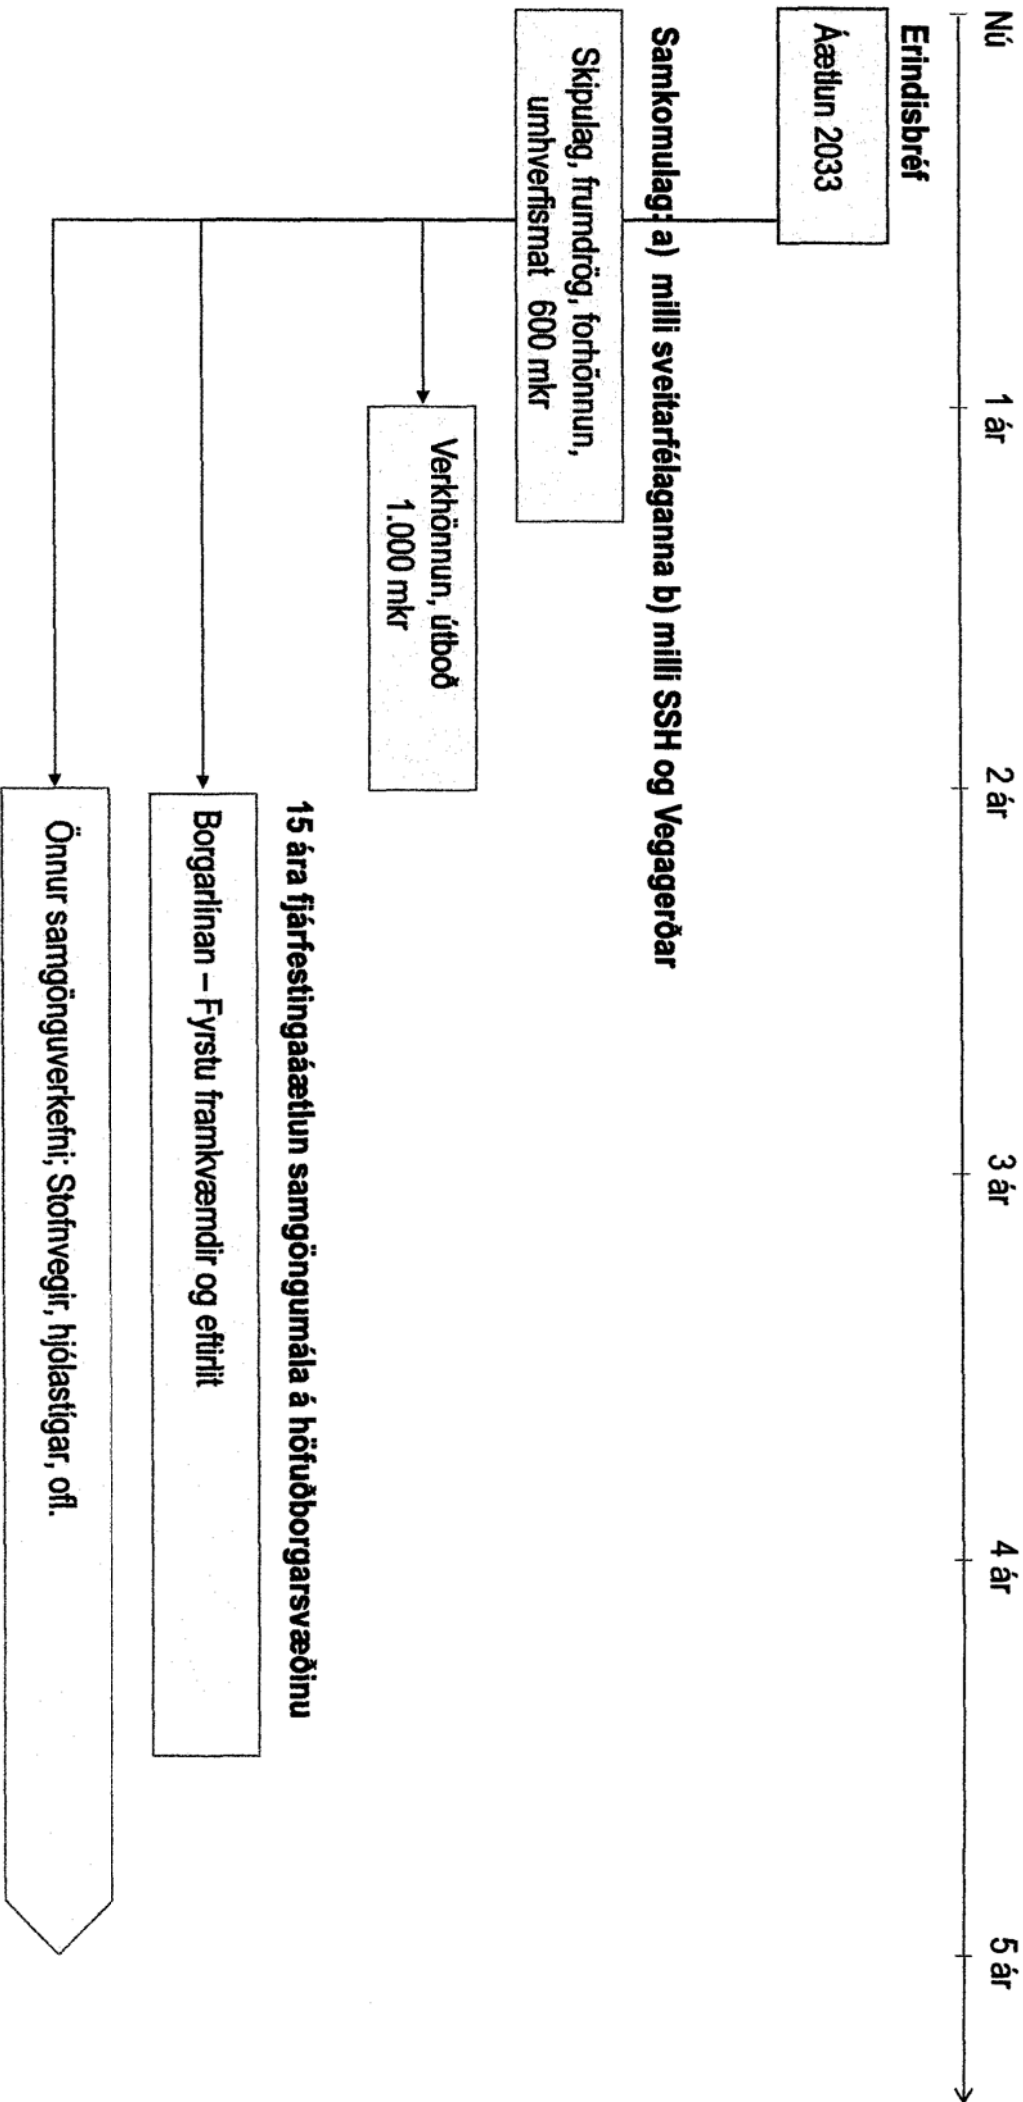 Nú
1 ár
2 ár
3 ár
4 ár
5 ár
Erindisbréf
Áætlun 2033
Samkomulag: a) milli sveitarfélaganna b) milli SSH og Vegagerðar
Skipulag, frumdrög, forhönnun,
umhverfismat 600 mkr
Verkhönnun, útboð
1.000 mkr
15 ára fjárfestingaáætlun samgöngumála á höfuðborgarsvæðinu
Borgarlínan – Fyrstu framkvæmdir og eftirlit
Önnur samgönguverkefni; Stofnvegir, hjólastígar, ofl.